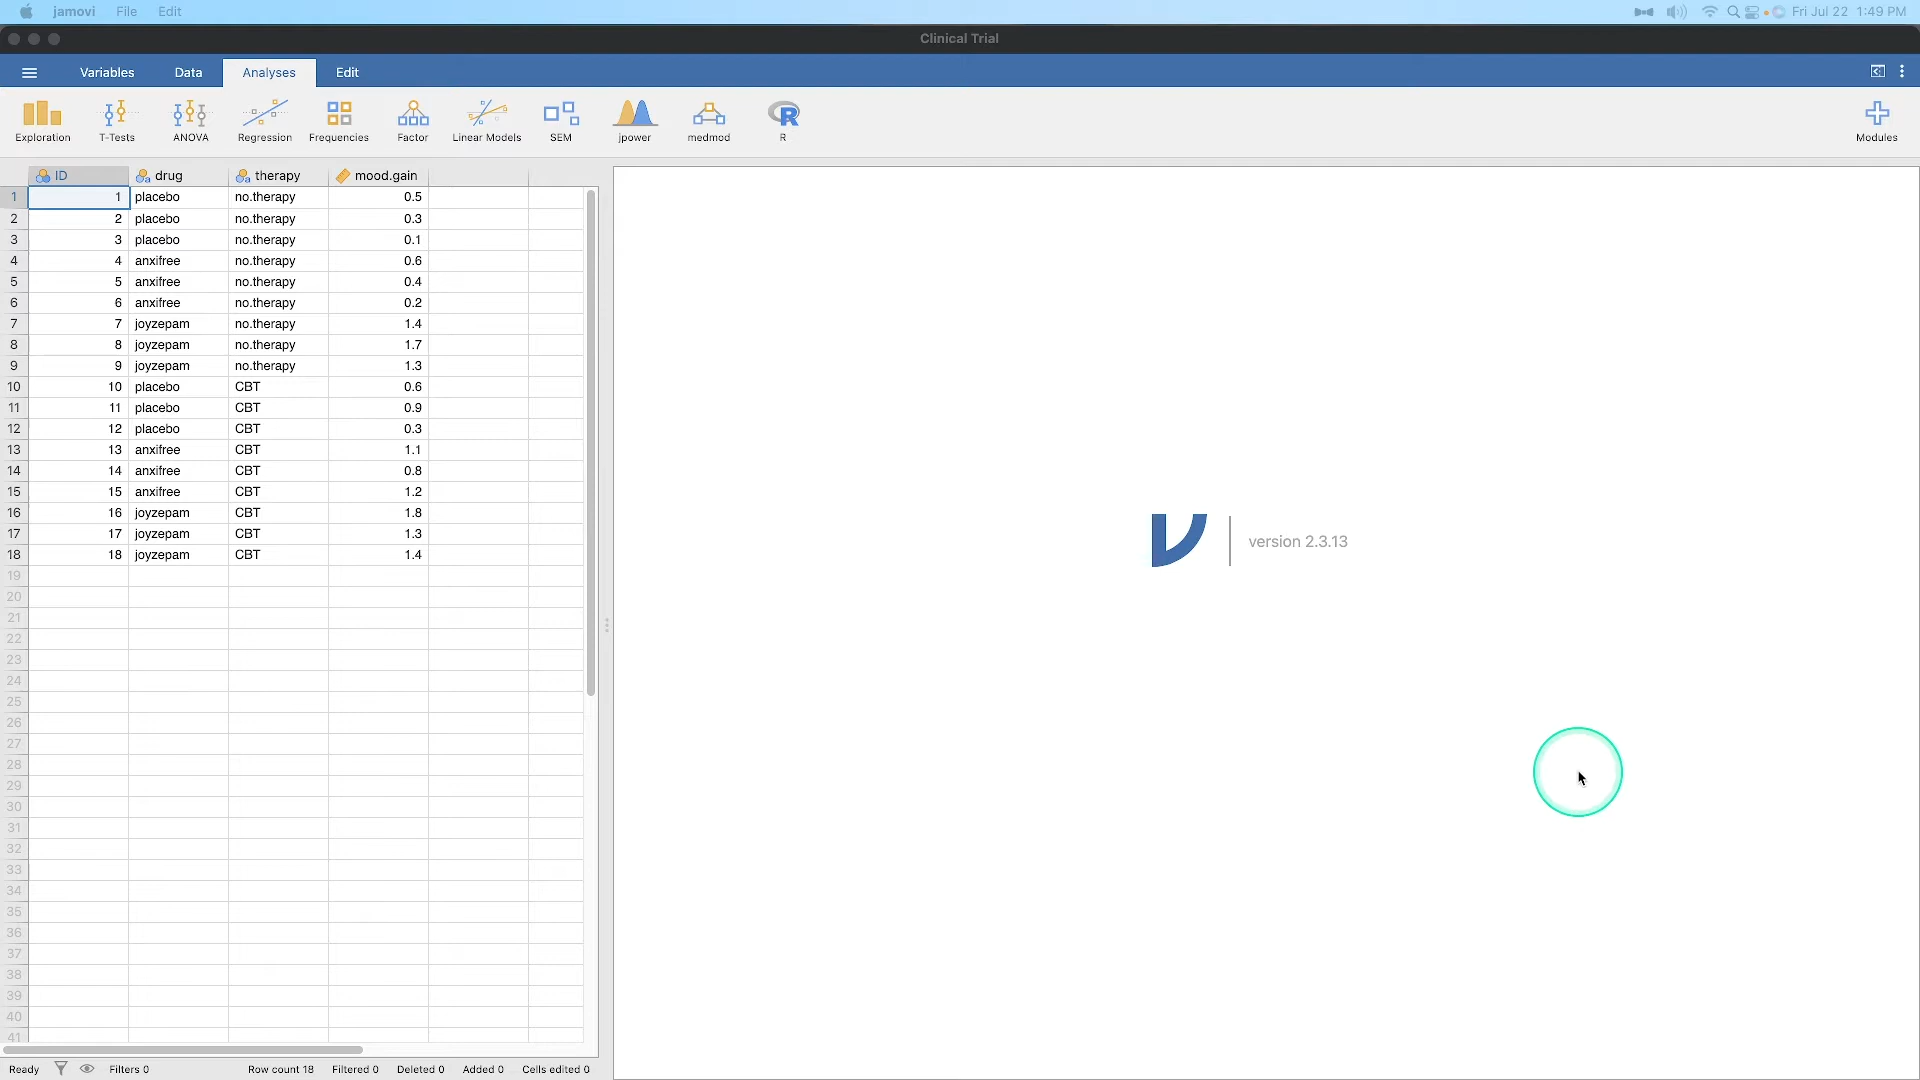 jamovi File Edit Fri Jul 22 1:49 PM
Clinical Trial
Variables Data Analyses Edit
Exploration T-Tests ANOVA Regression Frequencies Factor Linear Models SEM jpower medmod R Modules
ID drug therapy mood.gain
1 1 placebo no.therapy 0.5
2 2 placebo no.therapy 0.3
3 3 placebo no.therapy 0.1
4 4 anxifree no.therapy 0.6
5 5 anxifree no.therapy 0.4
6 6 anxifree no.therapy 0.2
7 7 joyzepam no.therapy 1.4
8 8 joyzepam no.therapy 1.7
9 9 joyzepam no.therapy 1.3
10 10 placebo CBT 0.6
11 11 placebo CBT 0.9
12 12 placebo CBT 0.3
13 13 anxifree CBT 1.1
14 14 anxifree CBT 0.8
15 15 anxifree CBT 1.2
16 16 joyzepam CBT 1.8
17 17 joyzepam CBT 1.3
18 18 joyzepam CBT 1.4
19
20
21
22
23
24
25
26
27
28
29
30
31
32
33
34
35
36
37
38
39
40
41
version 2.3.13
Ready Filters 0 Row count 18 Filtered 0 Deleted 0 Added 0 Cells edited 0